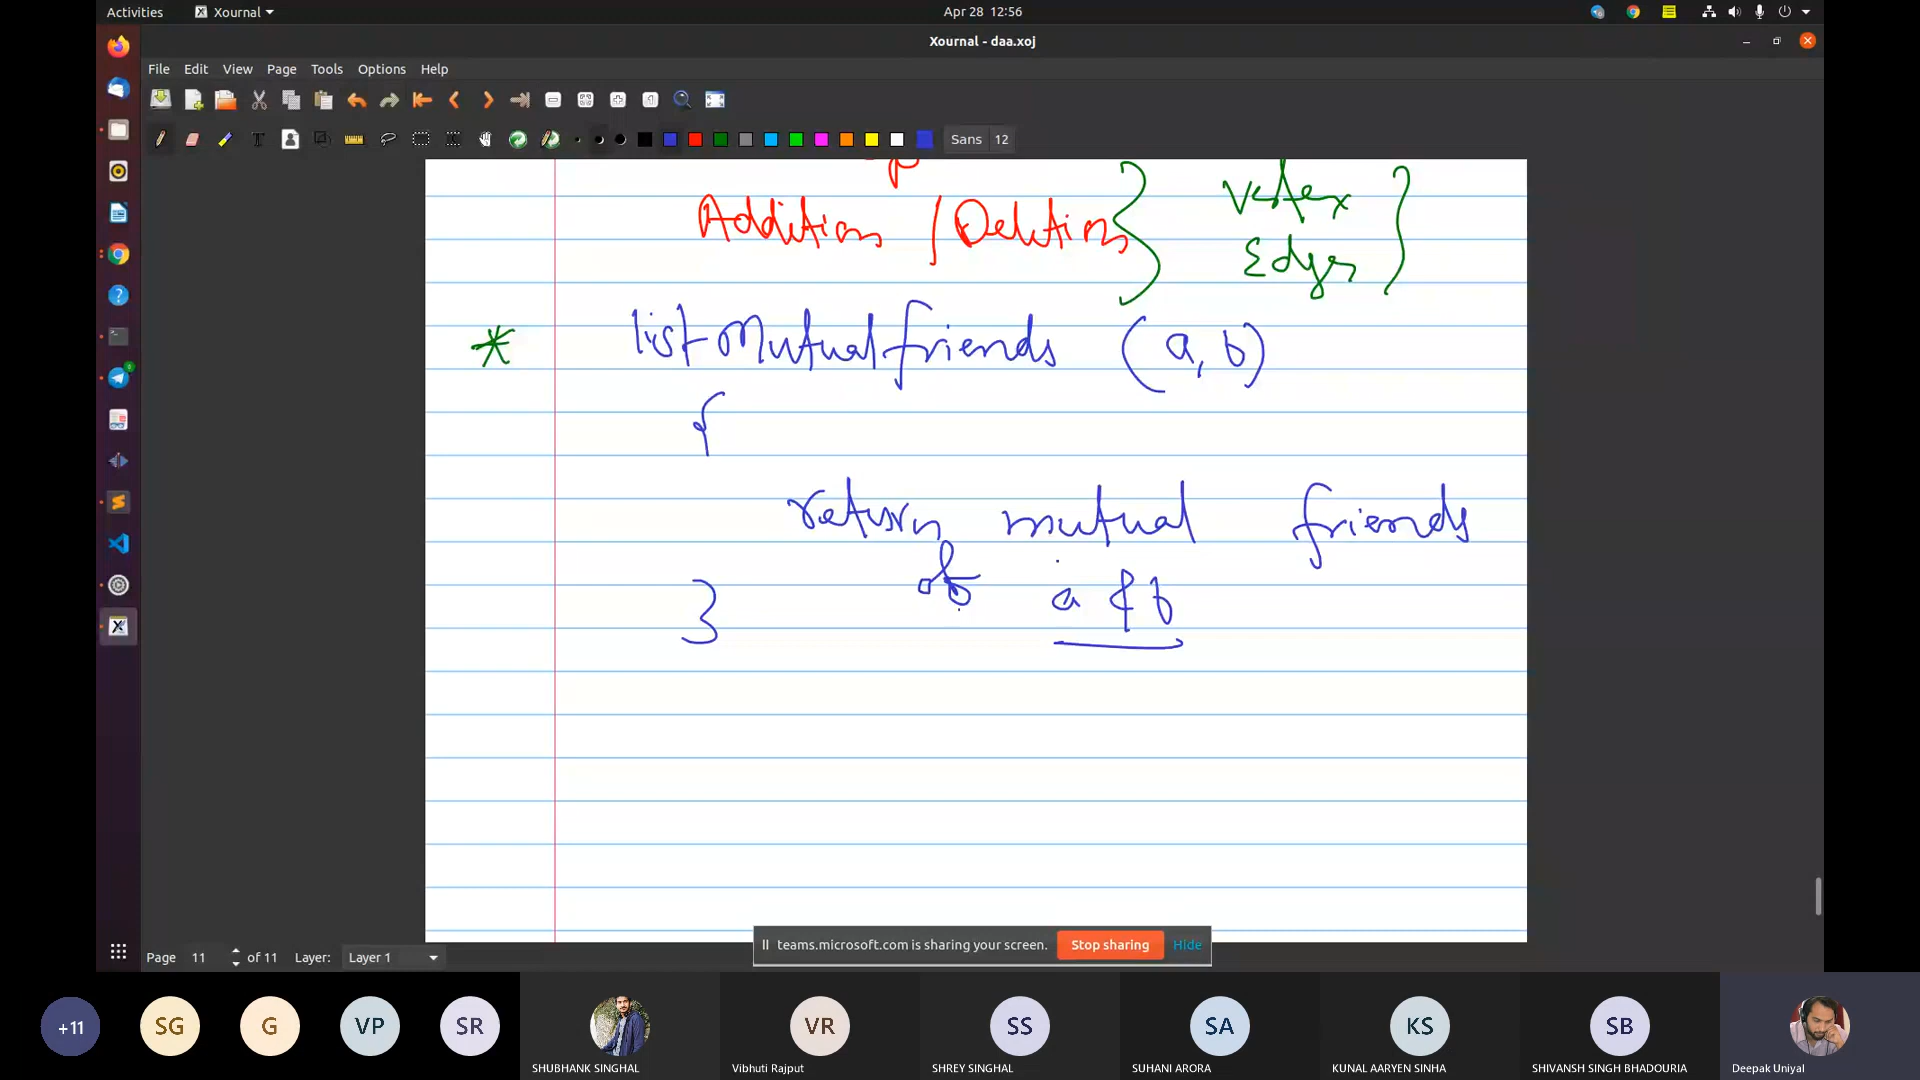 Activities Xournal Apr 28 12:56
Xournal - daa.xoj
File Edit View Page Tools Options Help
Sans 12
Addition / Deletion } Vertex }
Edges
* listMutualfriends (a, b)
{
return mutual friends
of a & b
}
teams.microsoft.com is sharing your screen. Stop sharing Hide
Page 11 of 11 Layer: Layer 1
+11 SG G VP SR VR SS SA KS SB
SHUBHANK SINGHAL Vibhuti Rajput SHREY SINGHAL SUHANI ARORA KUNAL AARYEN SINHA SHIVANSH SINGH BHADOURIA Deepak Uniyal